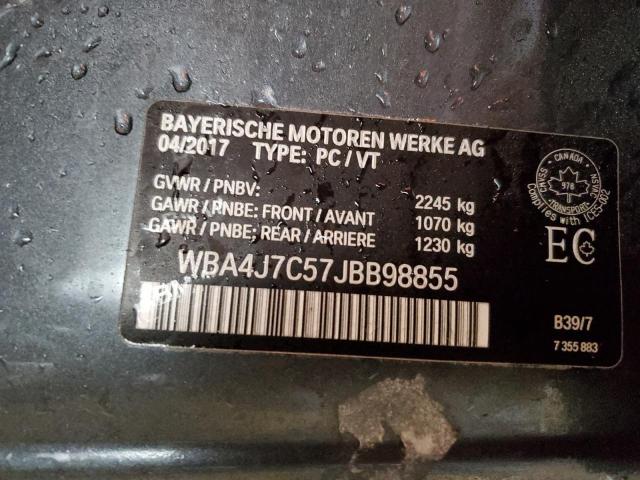 BAYERISCHE MOTOREN WERKE AG
04/2017 TYPE: PC/VT
GVWR / PNBV: 2245 kg
GAWR / PNBE: FRONT / AVANT 1070 kg
GAWR / PNBE: REAR / ARRIERE 1230 kg
WBA4J7C57JBB98855
CANADA
978
TRANSPORT
Complies with ICES-002
EC
B39/7
7 355 883